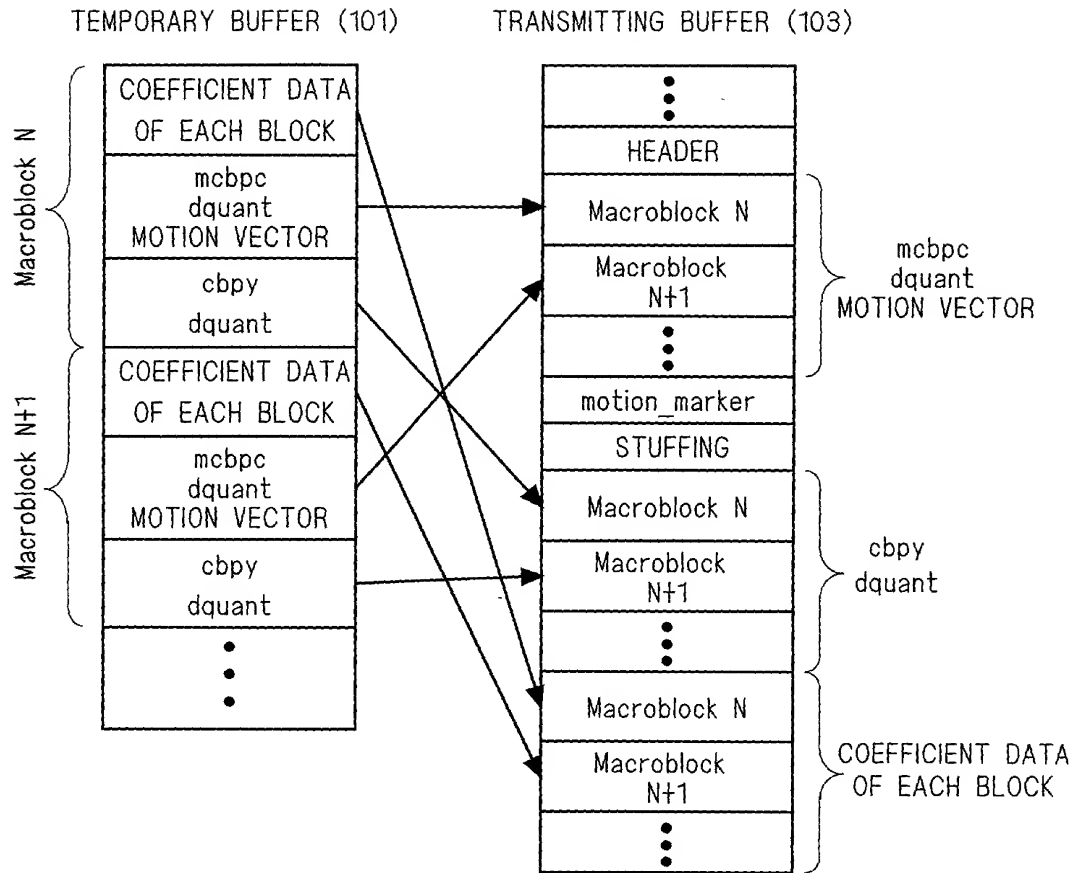 TEMPORARY BUFFER (101)
TRANSMITTING BUFFER (103)
Macroblock N
COEFFICIENT DATA
OF EACH BLOCK
mcbpc
dquant
MOTION VECTOR
cbpy
dquant
Macroblock N+1
COEFFICIENT DATA
OF EACH BLOCK
mcbpc
dquant
MOTION VECTOR
cbpy
dquant
HEADER
Macroblock N
Macroblock
N+1
mcbpc
dquant
MOTION VECTOR
motion_marker
STUFFING
Macroblock N
Macroblock
N+1
cbpy
dquant
Macroblock N
Macroblock
N+1
COEFFICIENT DATA
OF EACH BLOCK